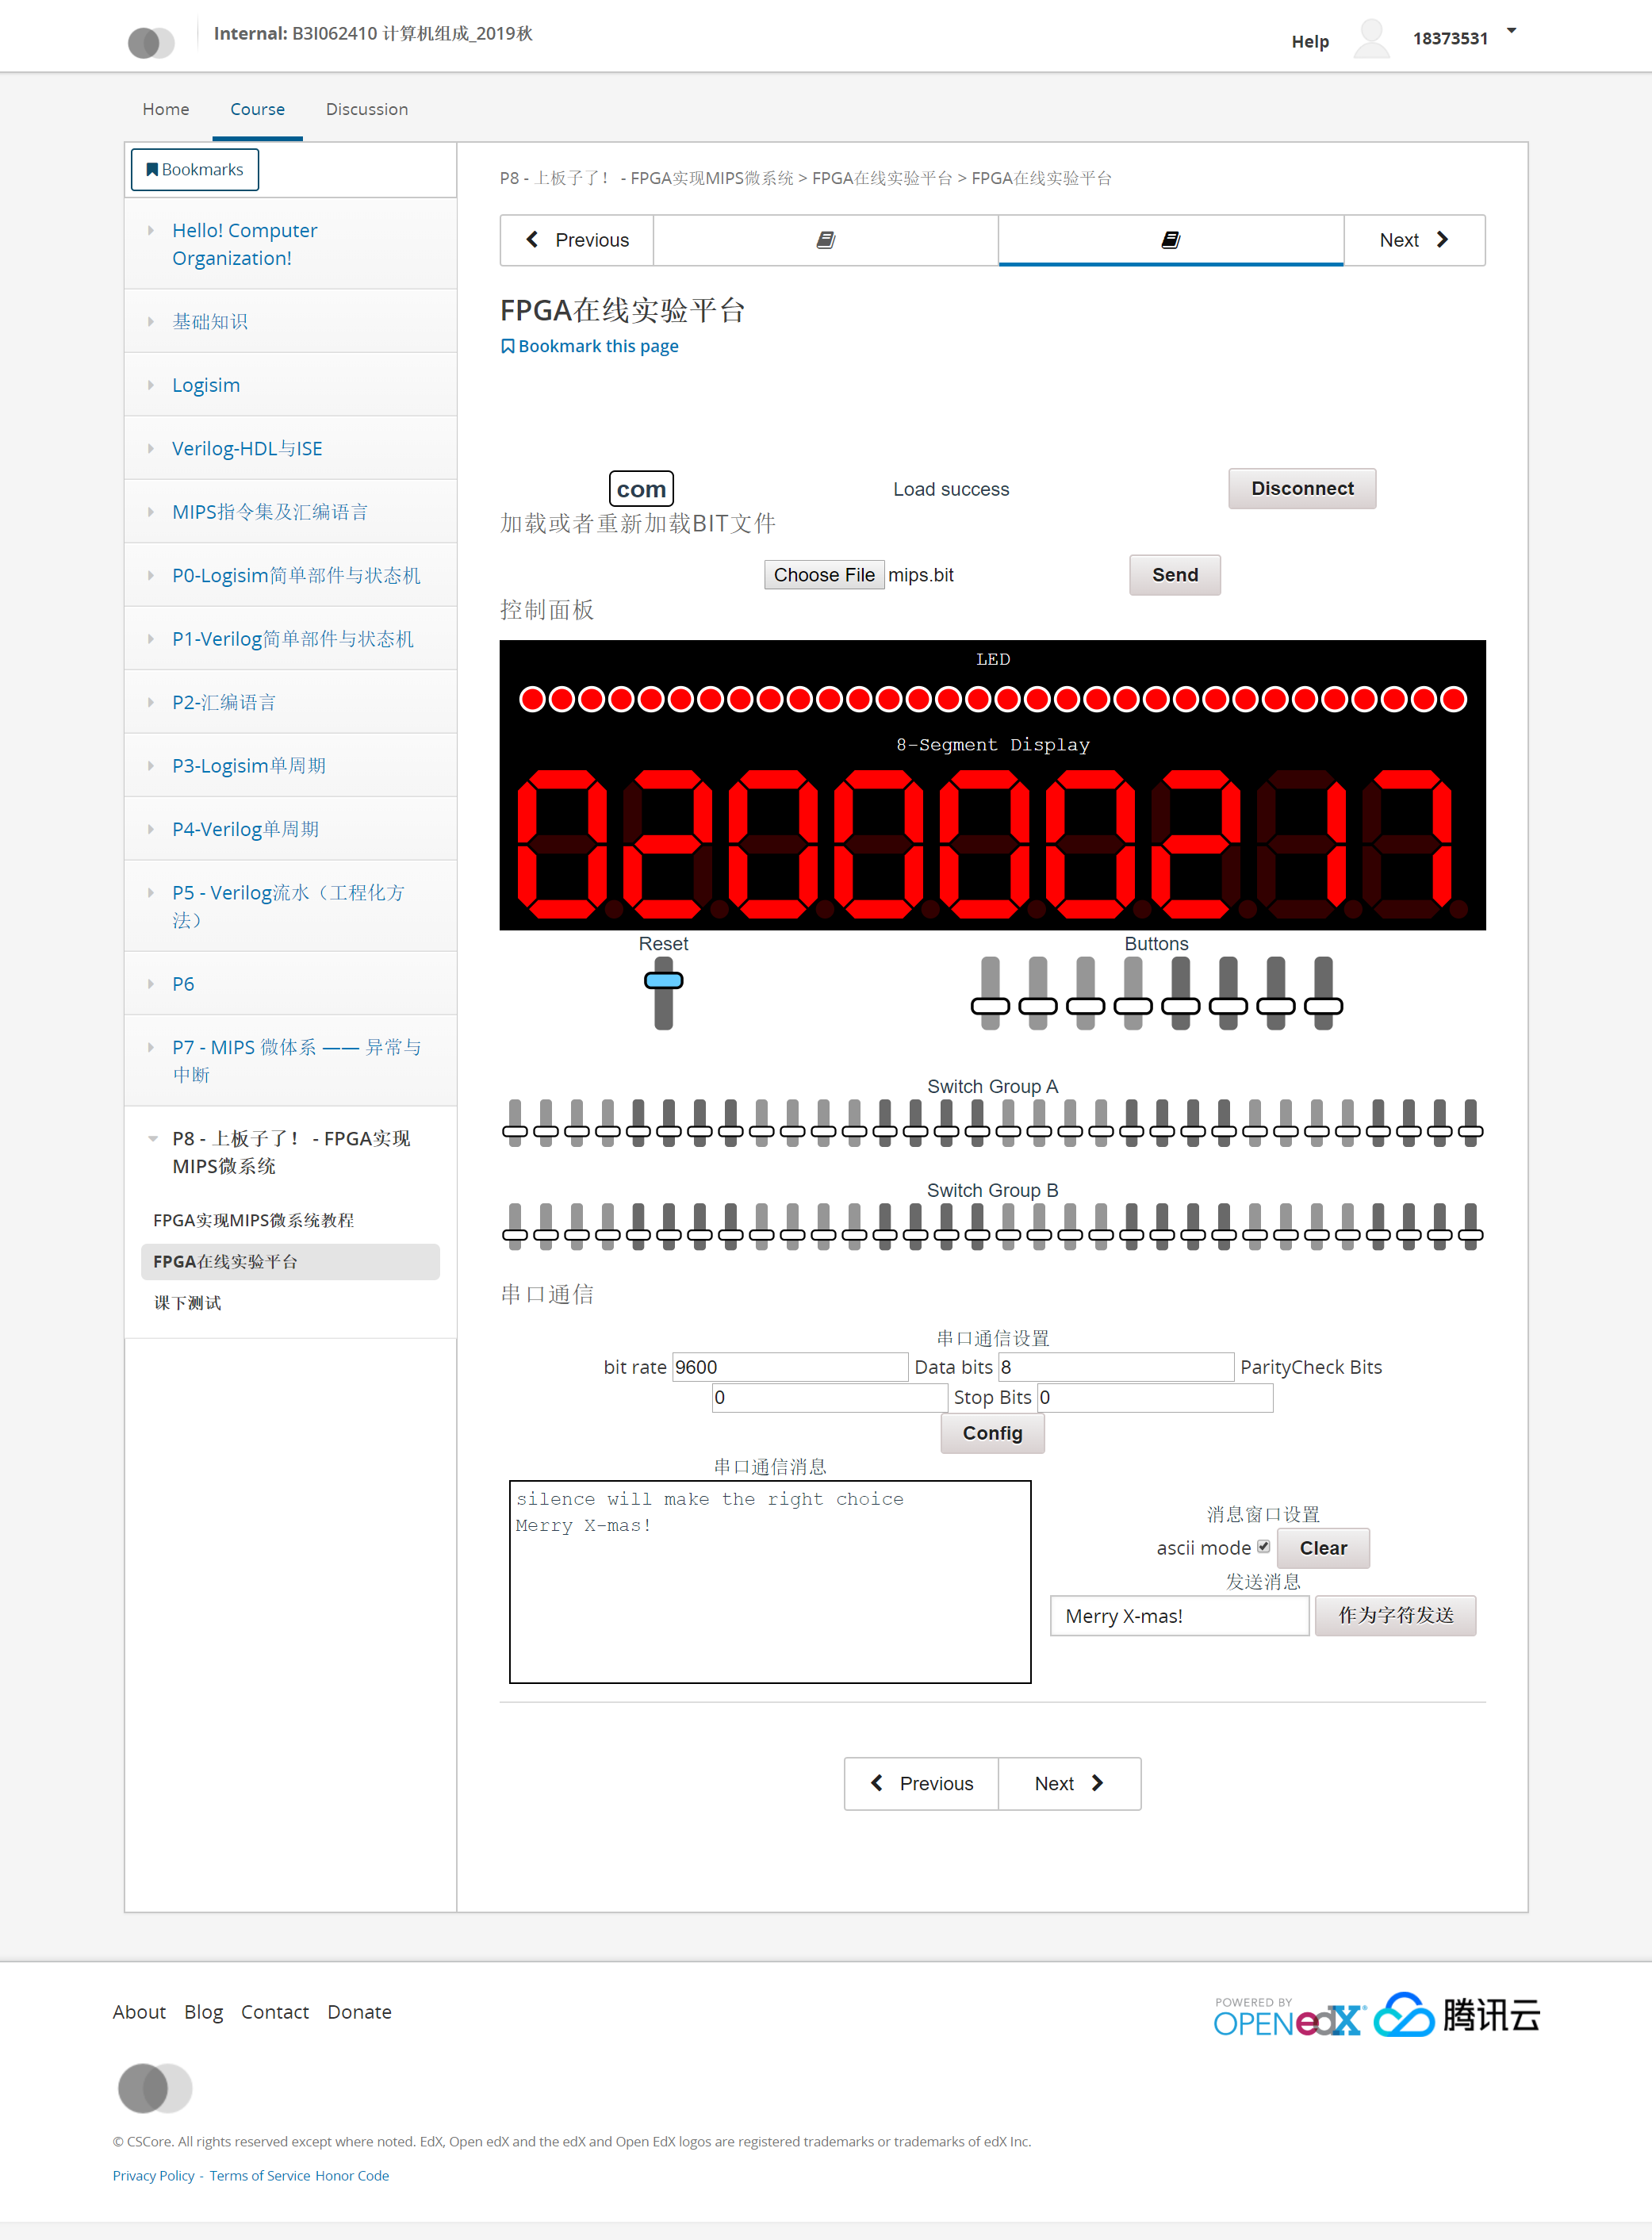 Internal: B3I062410 计算机组成_2019秋
Help
18373531
Home
Course
Discussion
Bookmarks
Hello! Computer
Organization!
基础知识
Logisim
Verilog-HDL与ISE
MIPS指令集及汇编语言
P0-Logisim简单部件与状态机
P1-Verilog简单部件与状态机
P2-汇编语言
P3-Logisim单周期
P4-Verilog单周期
P5 - Verilog流水（工程化方
法）
P6
P7 - MIPS 微体系 —— 异常与
中断
P8 - 上板子了！ - FPGA实现
MIPS微系统
FPGA实现MIPS微系统教程
FPGA在线实验平台
课下测试
P8 - 上板子了！ - FPGA实现MIPS微系统 > FPGA在线实验平台 > FPGA在线实验平台
Previous
Next
FPGA在线实验平台
Bookmark this page
com
Load success
Disconnect
加载或者重新加载BIT文件
Choose File mips.bit
Send
控制面板
LED
8-Segment Display
020000217
Reset
Buttons
Switch Group A
Switch Group B
串口通信
串口通信设置
bit rate 9600 Data bits 8 ParityCheck Bits
0 Stop Bits 0
Config
串口通信消息
silence will make the right choice
Merry X-mas!
消息窗口设置
ascii mode Clear
发送消息
Merry X-mas! 作为字符发送
Previous
Next
About Blog Contact Donate
POWERED BY
OPEN edX
腾讯云
© CSCore. All rights reserved except where noted. EdX, Open edX and the edX and Open EdX logos are registered trademarks or trademarks of edX Inc.
Privacy Policy - Terms of Service Honor Code